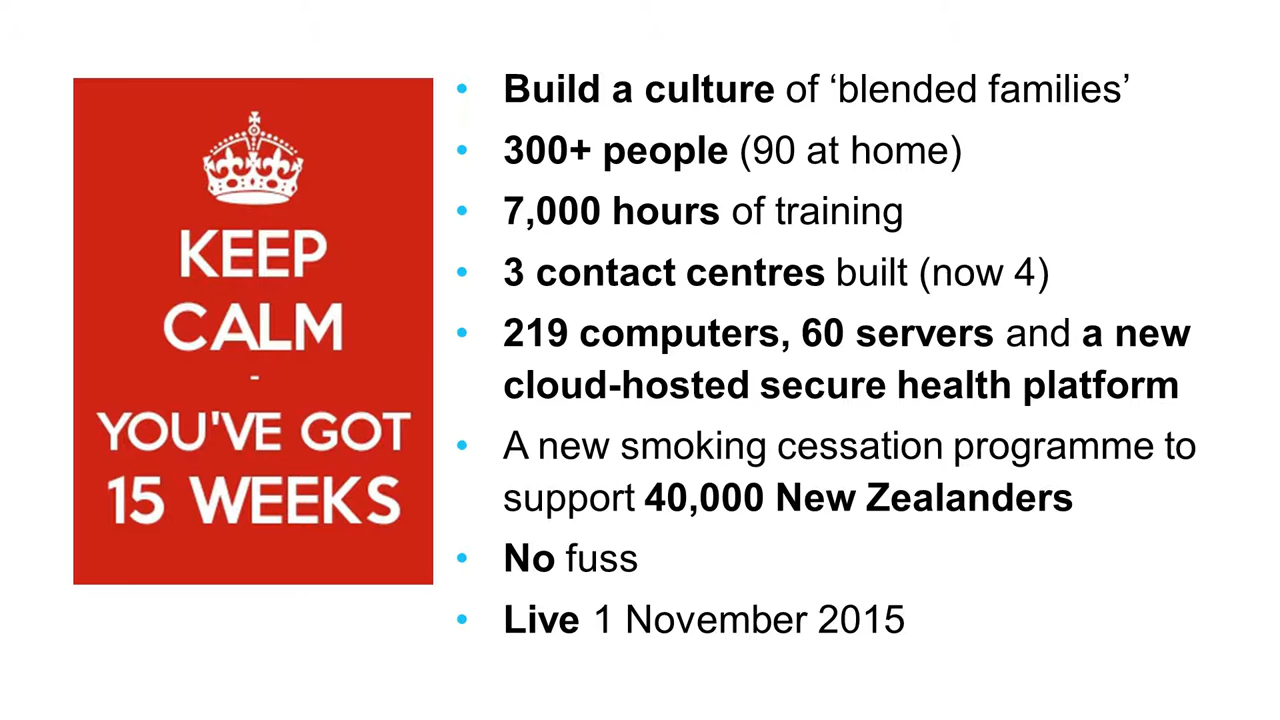 KEEP
CALM
-
YOU'VE GOT
15 WEEKS
• Build a culture of ‘blended families’
• 300+ people (90 at home)
• 7,000 hours of training
• 3 contact centres built (now 4)
• 219 computers, 60 servers and a new
cloud-hosted secure health platform
• A new smoking cessation programme to
support 40,000 New Zealanders
• No fuss
• Live 1 November 2015